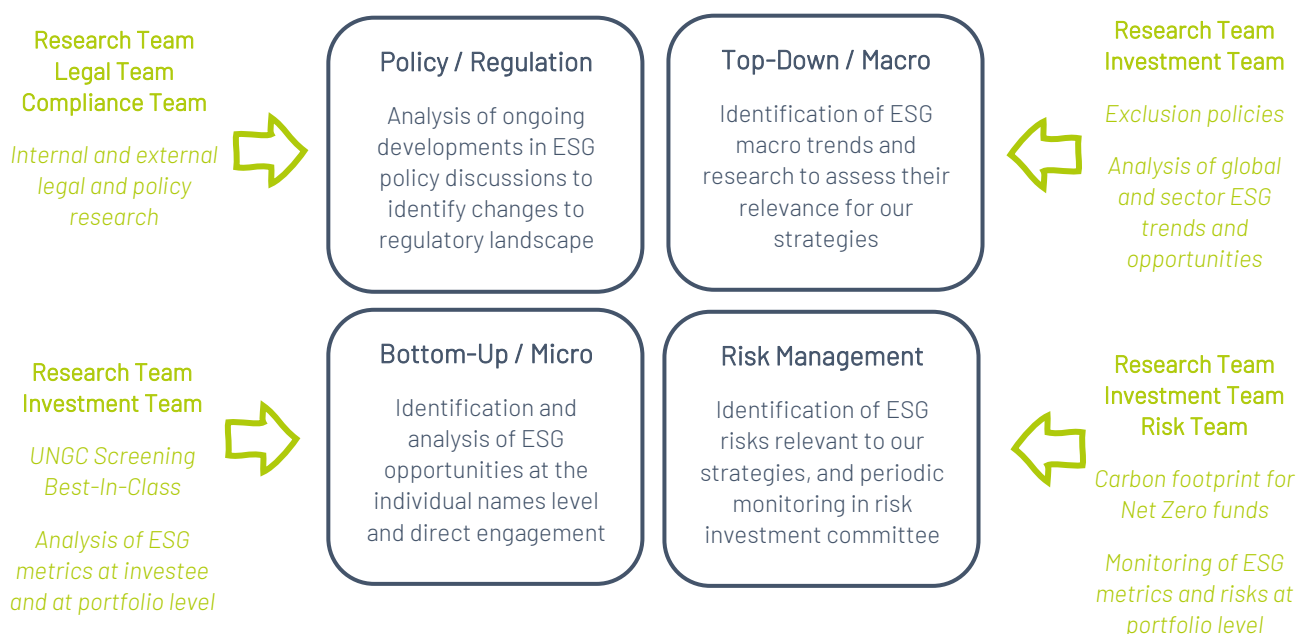 Research Team
Legal Team
Compliance Team
Internal and external
legal and policy
research
Policy / Regulation
Analysis of ongoing
developments in ESG
policy discussions to
identify changes to
regulatory landscape
Top-Down / Macro
Identification of ESG
macro trends and
research to assess their
relevance for our
strategies
Research Team
Investment Team
Exclusion policies
Analysis of global
and sector ESG
trends and
opportunities
Research Team
Investment Team
UNGC Screening
Best-In-Class
Analysis of ESG
metrics at investee
and at portfolio level
Bottom-Up / Micro
Identification and
analysis of ESG
opportunities at the
individual names level
and direct engagement
Risk Management
Identification of ESG
risks relevant to our
strategies, and periodic
monitoring in risk
investment committee
Research Team
Investment Team
Risk Team
Carbon footprint for
Net Zero funds
Monitoring of ESG
metrics and risks at
portfolio level